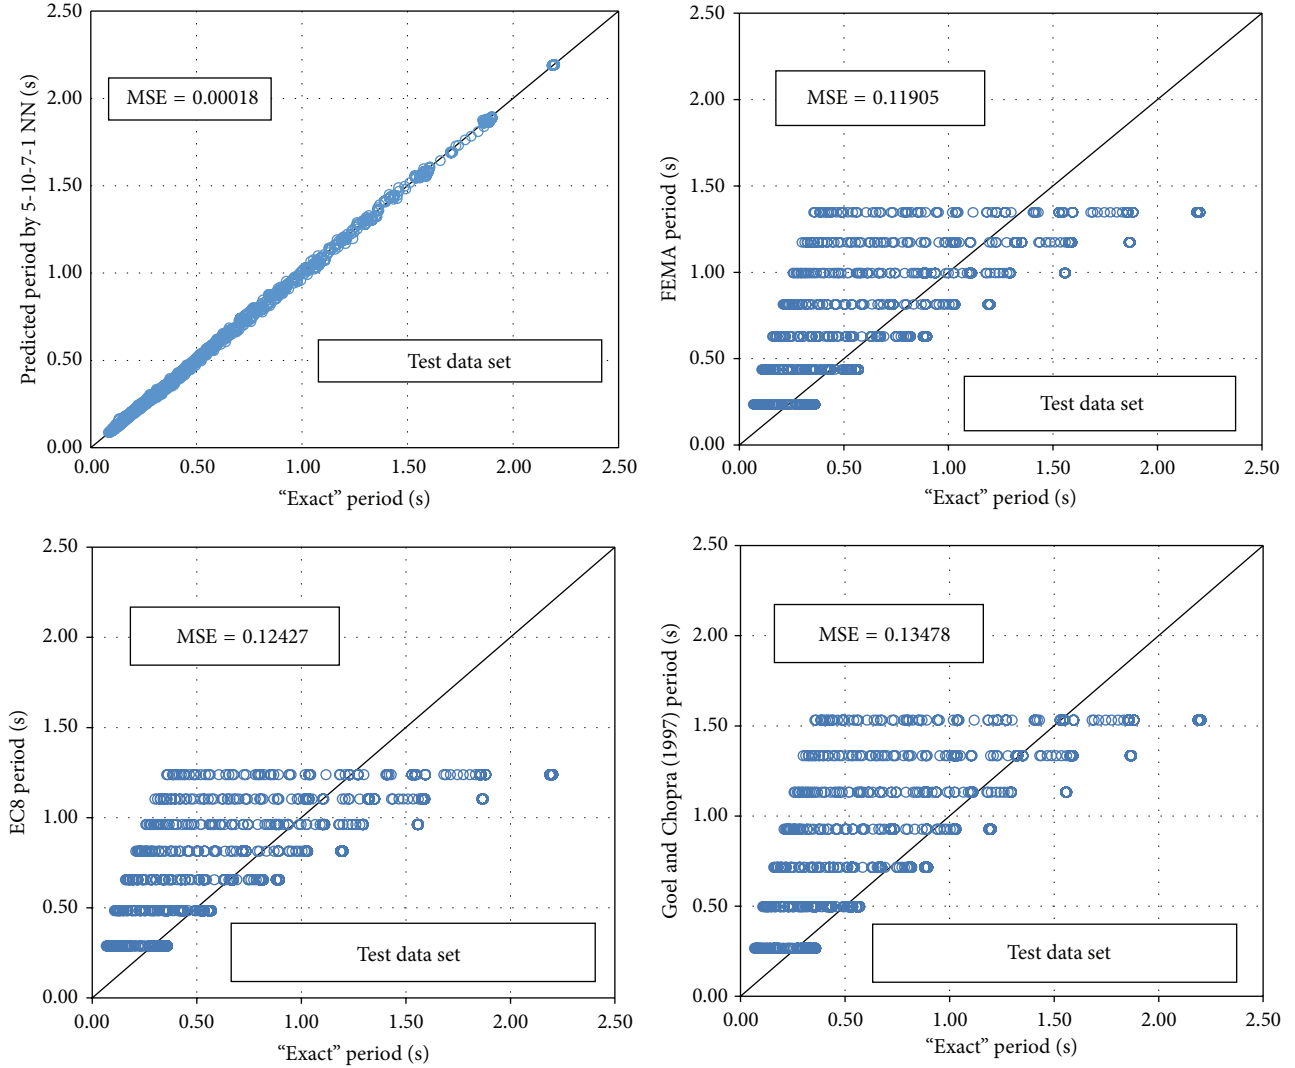 2.50
2.00
1.50
1.00
0.50
0.00
Predicted period by 5-10-7-1 NN (s)
MSE = 0.00018
Test data set
0.00 0.50 1.00 1.50 2.00 2.50
“Exact” period (s)
2.50
2.00
1.50
1.00
0.50
0.00
FEMA period (s)
MSE = 0.11905
Test data set
0.00 0.50 1.00 1.50 2.00 2.50
“Exact” period (s)
2.50
2.00
1.50
1.00
0.50
0.00
EC8 period (s)
MSE = 0.12427
Test data set
0.00 0.50 1.00 1.50 2.00 2.50
“Exact” period (s)
2.50
2.00
1.50
1.00
0.50
0.00
Goel and Chopra (1997) period (s)
MSE = 0.13478
Test data set
0.00 0.50 1.00 1.50 2.00 2.50
“Exact” period (s)